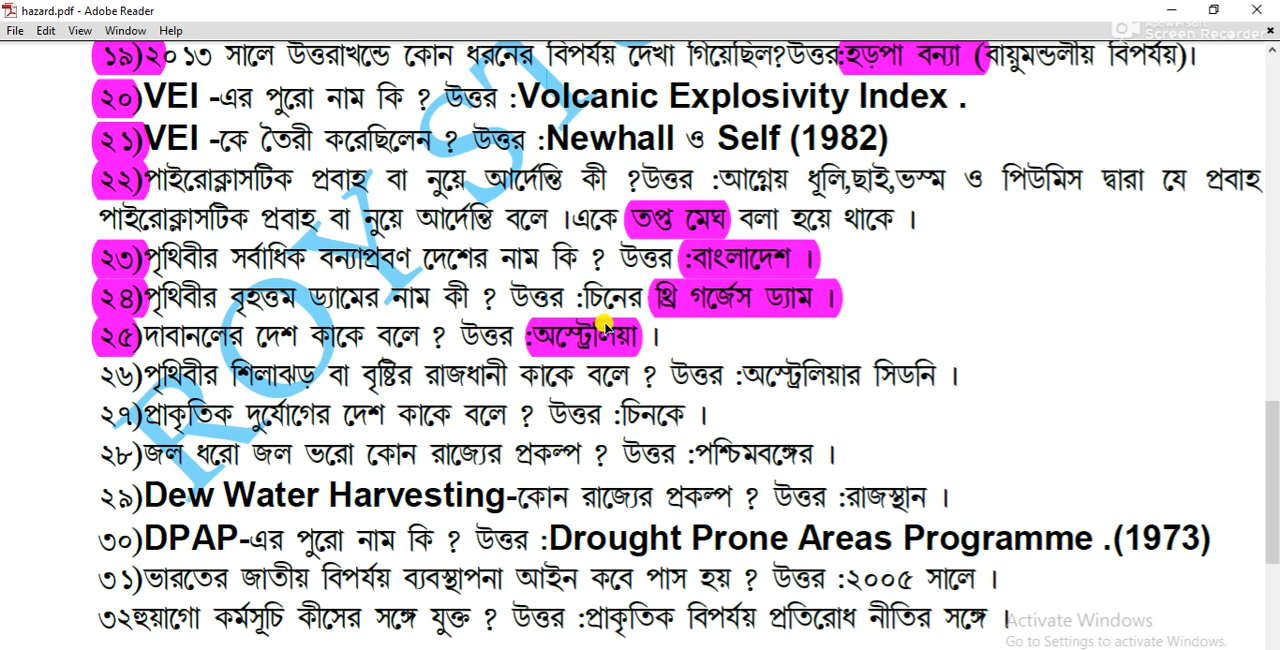 hazard.pdf - Adobe Reader
File Edit View Window Help
Apowersoft
Screen Recorder
১৯)২০১৩ সালে উত্তরাখন্ডে কোন ধরনের বিপর্যয় দেখা গিয়েছিল?উত্তর:হড়পা বন্যা (বায়ুমন্ডলীয় বিপর্যয়)।
২০)VEI -এর পুরো নাম কি ? উত্তর :Volcanic Explosivity Index .
২১)VEI -কে তৈরী করেছিলেন ? উত্তর :Newhall ও Self (1982)
২২)পাইরোক্লাসটিক প্রবাহ বা নুয়ে আর্দেন্তি কী ?উত্তর :আগ্নেয় ধূলি,ছাই,ভস্ম ও পিউমিস দ্বারা যে প্রবাহ
পাইরোক্লাসটিক প্রবাহ বা নুয়ে আর্দেন্তি বলে ।একে তপ্ত মেঘ বলা হয়ে থাকে ।
২৩)পৃথিবীর সর্বাধিক বন্যাপ্রবণ দেশের নাম কি ? উত্তর :বাংলাদেশ ।
২৪)পৃথিবীর বৃহত্তম ড্যামের নাম কী ? উত্তর :চিনের থ্রি গর্জেস ড্যাম ।
২৫)দাবানলের দেশ কাকে বলে ? উত্তর :অস্ট্রেলিয়া ।
২৬)পৃথিবীর শিলাঝড় বা বৃষ্টির রাজধানী কাকে বলে ? উত্তর :অস্ট্রেলিয়ার সিডনি ।
২৭)প্রাকৃতিক দুর্যোগের দেশ কাকে বলে ? উত্তর :চিনকে ।
২৮)জল ধরো জল ভরো কোন রাজ্যের প্রকল্প ? উত্তর :পশ্চিমবঙ্গের ।
২৯)Dew Water Harvesting-কোন রাজ্যের প্রকল্প ? উত্তর :রাজস্থান ।
৩০)DPAP-এর পুরো নাম কি ? উত্তর :Drought Prone Areas Programme .(1973)
৩১)ভারতের জাতীয় বিপর্যয় ব্যবস্থাপনা আইন কবে পাস হয় ? উত্তর :২০০৫ সালে ।
৩২হুয়াগো কর্মসূচি কীসের সঙ্গে যুক্ত ? উত্তর :প্রাকৃতিক বিপর্যয় প্রতিরোধ নীতির সঙ্গে ।
ROY ST
Activate Windows
Go to Settings to activate Windows.